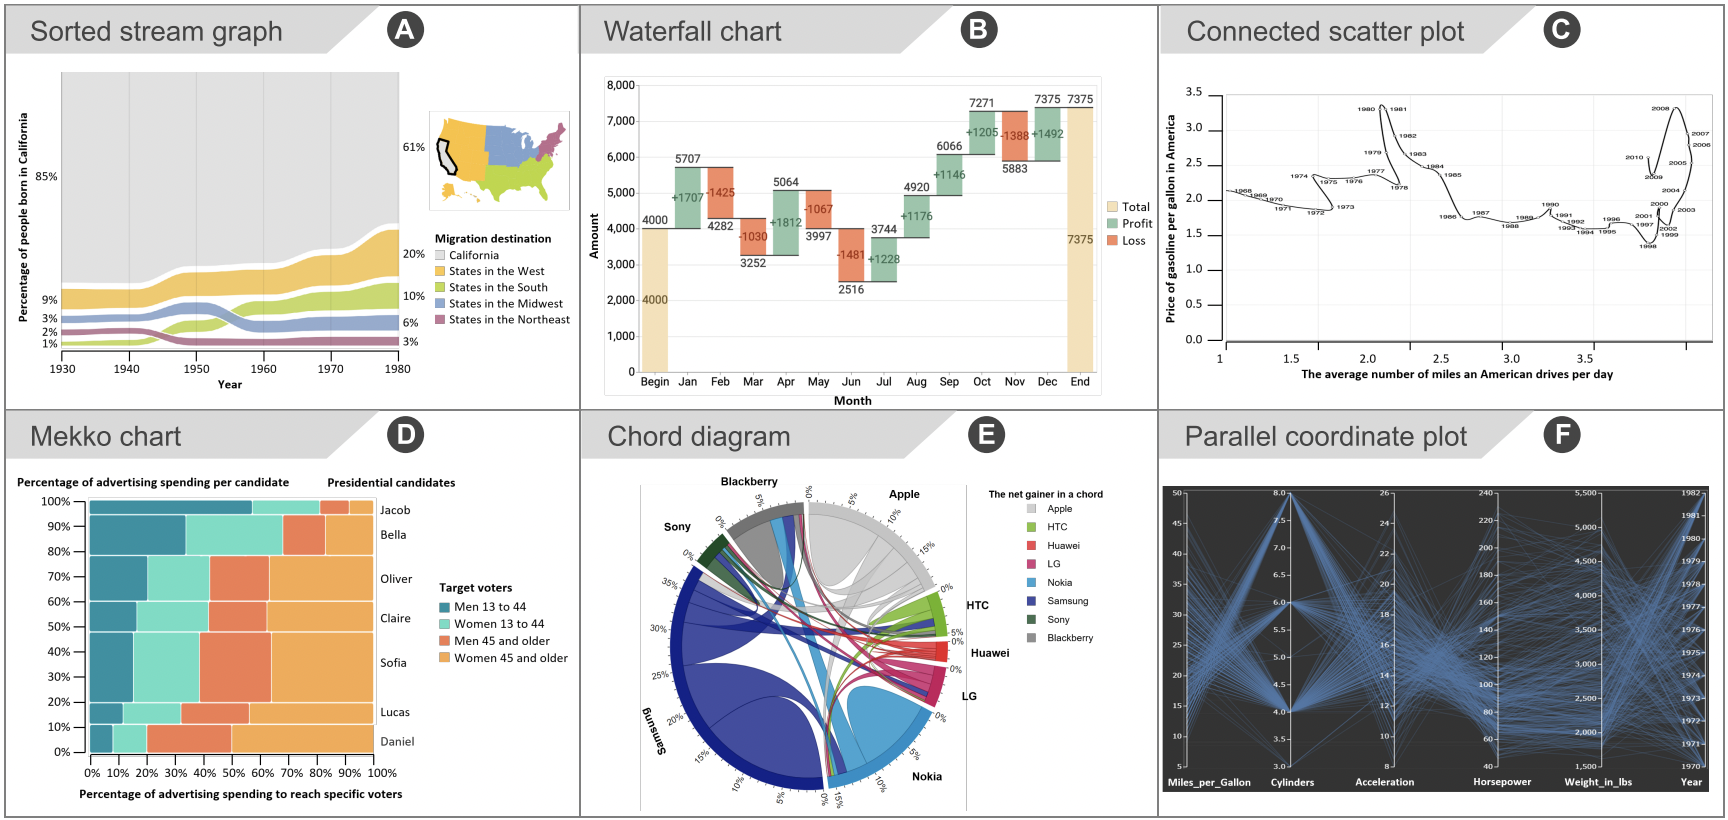 Sorted stream graph
A
Percentage of people born in California
85%
9%
3%
2%
1%
61%
20%
10%
6%
3%
1930 1940 1950 1960 1970 1980
Year
Migration destination
California
States in the West
States in the South
States in the Midwest
States in the Northeast
Waterfall chart
B
Amount
8,000
7,000
6,000
5,000
4,000
3,000
2,000
1,000
0
4000
4000
5707
+1707
-1425
4282
-1030
3252
5064
+1812
-1067
3997
-1481
2516
3744
+1228
4920
+1176
6066
+1146
7271
+1205
-1388
5883
7375
+1492
7375
7375
Begin Jan Feb Mar Apr May Jun Jul Aug Sep Oct Nov Dec End
Month
Total
Profit
Loss
Connected scatter plot
C
Price of gasoline per gallon in America
3.5
3.0
2.5
2.0
1.5
1.0
0.5
0.0
1 1.5 2.0 2.5 3.0 3.5
The average number of miles an American drives per day
1968
1969
1970
1971
1972
1973
1974
1975
1976
1977
1978
1979
1980
1981
1982
1983
1984
1985
1986
1987
1988
1989
1990
1991
1992
1993
1994
1995
1996
1997
1998
1999
2000
2001
2002
2003
2004
2005
2006
2007
2008
2009
2010
Mekko chart
D
Percentage of advertising spending per candidate
Presidential candidates
100%
90%
80%
70%
60%
50%
40%
30%
20%
10%
0%
Jacob
Bella
Oliver
Claire
Sofia
Lucas
Daniel
0% 10% 20% 30% 40% 50% 60% 70% 80% 90% 100%
Percentage of advertising spending to reach specific voters
Target voters
Men 13 to 44
Women 13 to 44
Men 45 and older
Women 45 and older
Chord diagram
E
Blackberry
0%
5%
Apple
0%
5%
10%
15%
HTC
0%
5%
Huawei
0%
LG
0%
Nokia
0%
5%
10%
15%
Samsung
0%
5%
10%
15%
20%
25%
30%
35%
Sony
0%
The net gainer in a chord
Apple
HTC
Huawei
LG
Nokia
Samsung
Sony
Blackberry
Parallel coordinate plot
F
50
45
40
35
30
25
20
15
10
5
Miles_per_Gallon
8.0
7.5
7.0
6.5
6.0
5.5
5.0
4.5
4.0
3.5
3.0
Cylinders
26
24
22
20
18
16
14
12
10
8
Acceleration
240
220
200
180
160
140
120
100
80
60
40
Horsepower
5,500
5,000
4,500
4,000
3,500
3,000
2,500
2,000
1,500
Weight_in_lbs
1982
1981
1980
1979
1978
1977
1976
1975
1974
1973
1972
1971
1970
Year